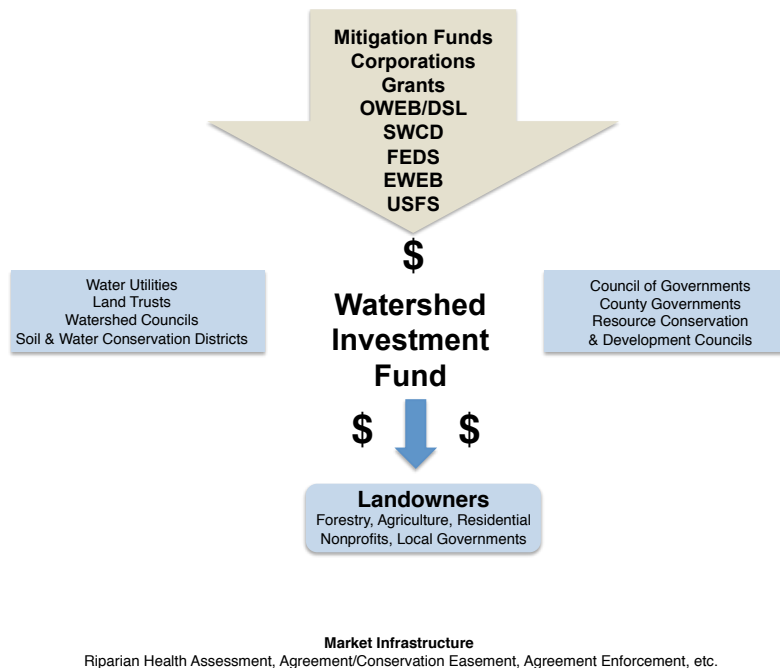 Mitigation Funds
Corporations
Grants
OWEB/DSL
SWCD
FEDS
EWEB
USFS
$
Water Utilities
Land Trusts
Watershed Councils
Soil & Water Conservation Districts
Watershed
Investment
Fund
Council of Governments
County Governments
Resource Conservation
& Development Councils
$ $
Landowners
Forestry, Agriculture, Residential
Nonprofits, Local Governments
Market Infrastructure
Riparian Health Assessment, Agreement/Conservation Easement, Agreement Enforcement, etc.